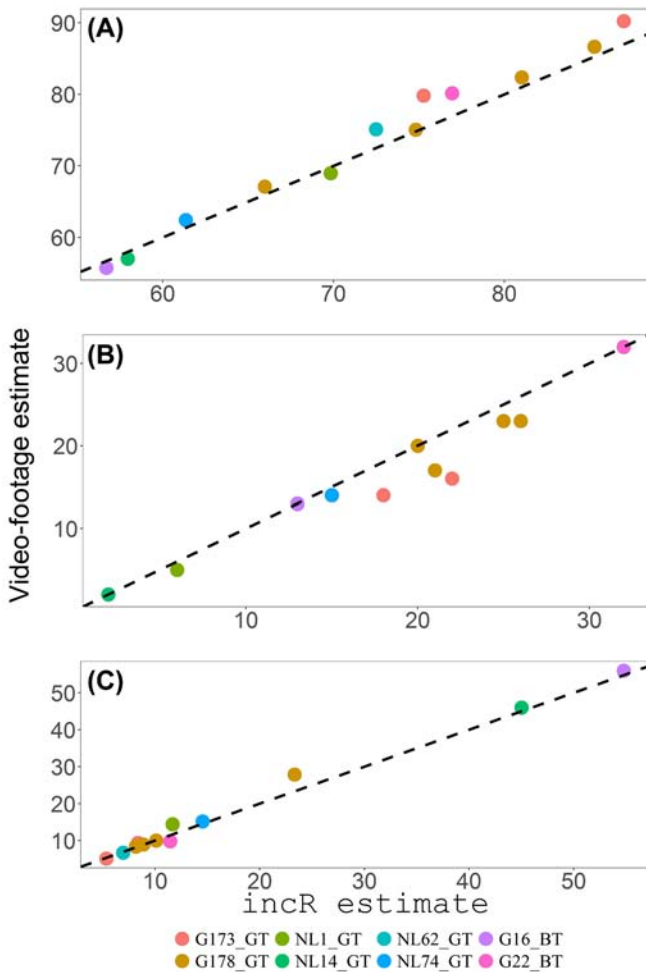 (A)
90
80
70
60
60 70 80
(B)
30
20
10
10 20 30
Video-footage estimate
(C)
50
40
30
20
10
10 20 30 40 50
incR estimate
G173_GT NL1_GT NL62_GT G16_BT
G178_GT NL14_GT NL74_GT G22_BT